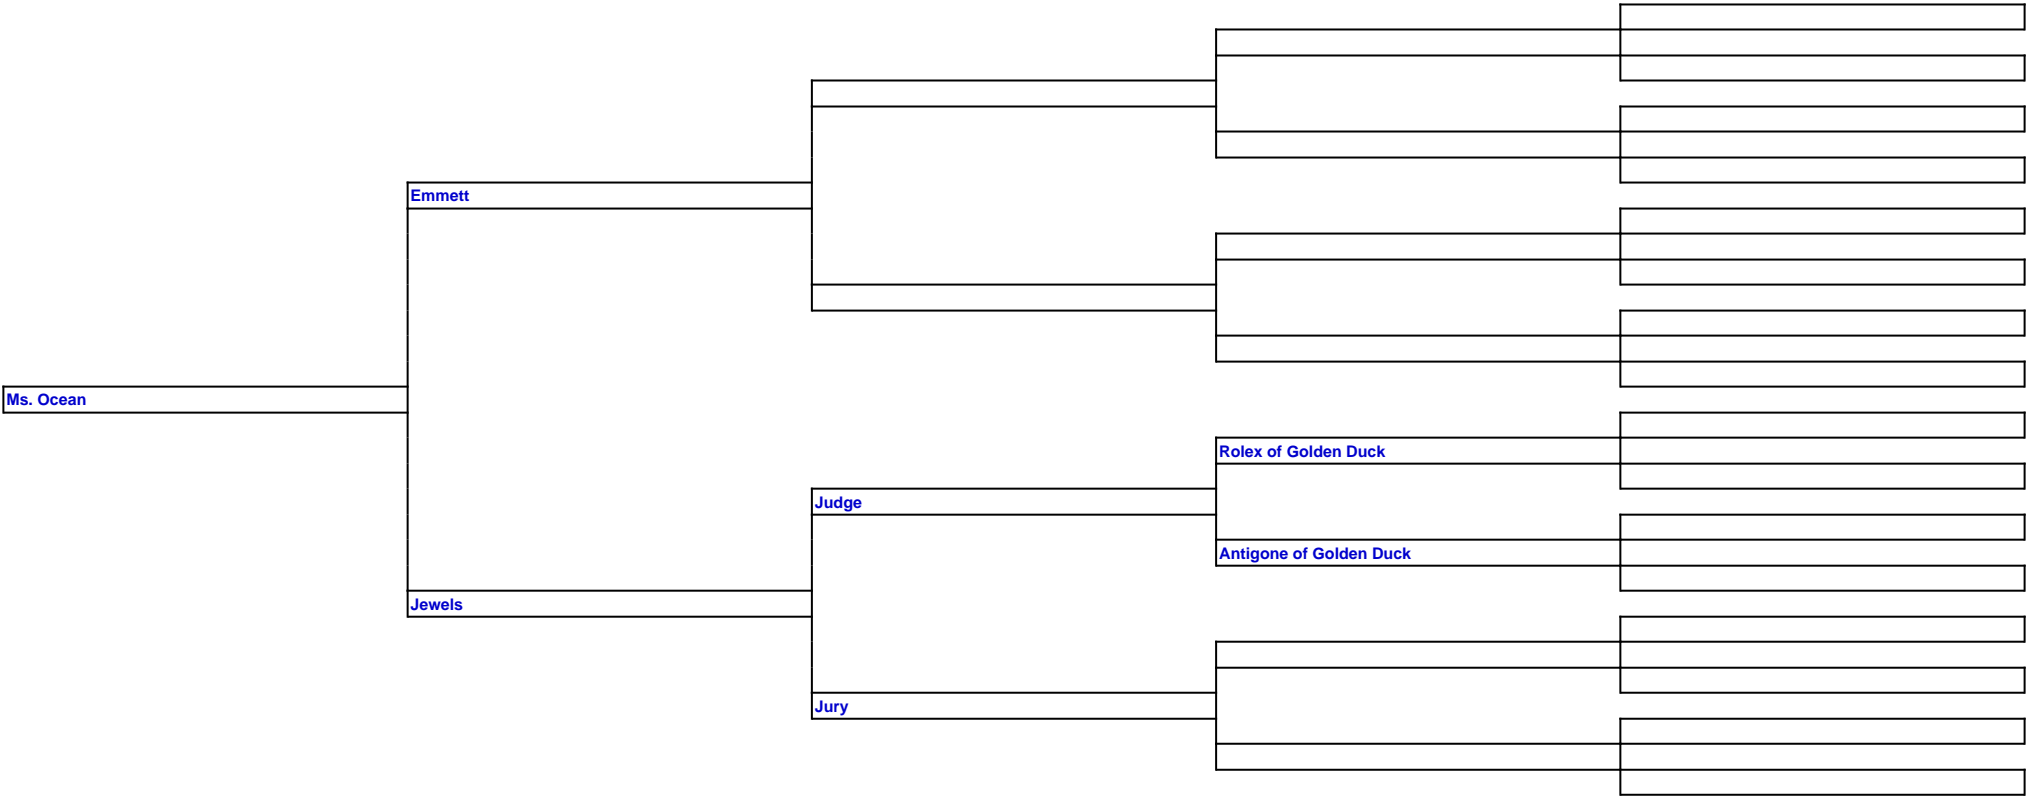 Emmett
Ms. Ocean
Rolex of Golden Duck
Judge
Antigone of Golden Duck
Jewels
Jury